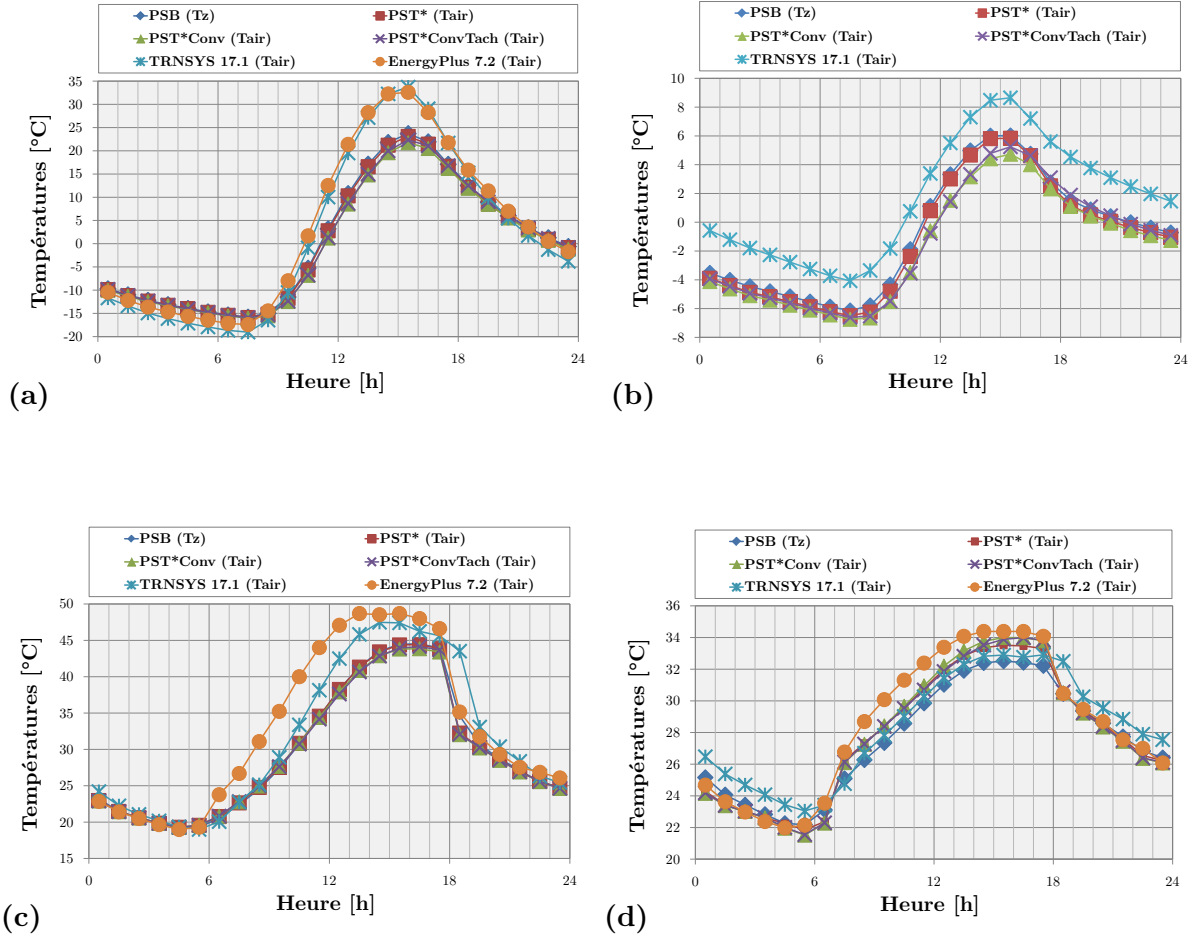 PSB (Tz) PST* (Tair)
PST*Conv (Tair) PST*ConvTach (Tair)
TRNSYS 17.1 (Tair) EnergyPlus 7.2 (Tair)
35
30
25
20
15
10
5
0
-5
-10
-15
-20
Températures [°C]
0 6 12 18 24
Heure [h]
(a)
PSB (Tz) PST* (Tair)
PST*Conv (Tair) PST*ConvTach (Tair)
TRNSYS 17.1 (Tair)
10
8
6
4
2
0
-2
-4
-6
-8
Températures [°C]
0 6 12 18 24
Heure [h]
(b)
PSB (Tz) PST* (Tair)
PST*Conv (Tair) PST*ConvTach (Tair)
TRNSYS 17.1 (Tair) EnergyPlus 7.2 (Tair)
50
45
40
35
30
25
20
15
Températures [°C]
0 6 12 18 24
Heure [h]
(c)
PSB (Tz) PST* (Tair)
PST*Conv (Tair) PST*ConvTach (Tair)
TRNSYS 17.1 (Tair) EnergyPlus 7.2 (Tair)
36
34
32
30
28
26
24
22
20
Températures [°C]
0 6 12 18 24
Heure [h]
(d)